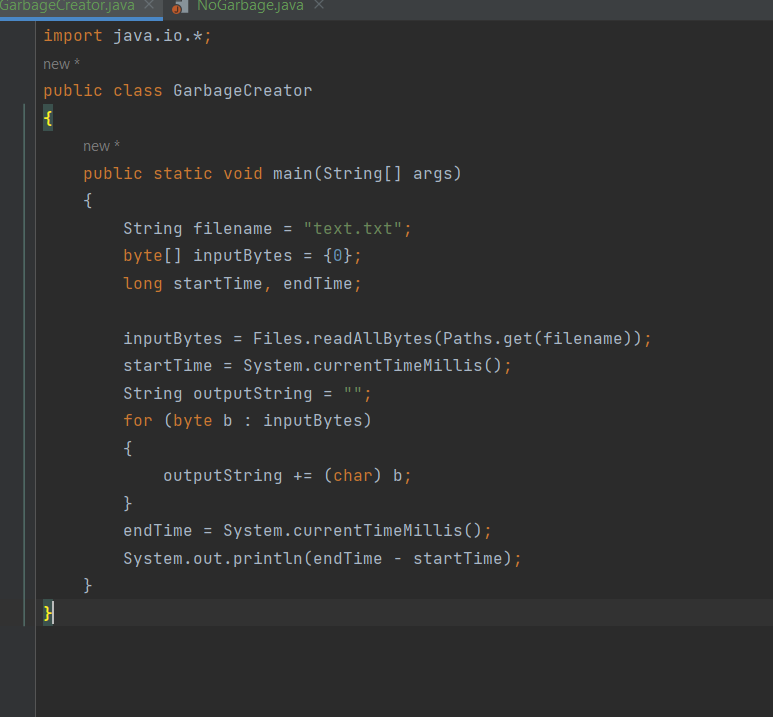 GarbageCreator.java × NoGarbage.java ×
import java.io.*;
new *
public class GarbageCreator
{
new *
public static void main(String[] args)
{
String filename = "text.txt";
byte[] inputBytes = {0};
long startTime, endTime;
inputBytes = Files.readAllBytes(Paths.get(filename));
startTime = System.currentTimeMillis();
String outputString = "";
for (byte b : inputBytes)
{
outputString += (char) b;
}
endTime = System.currentTimeMillis();
System.out.println(endTime - startTime);
}
}